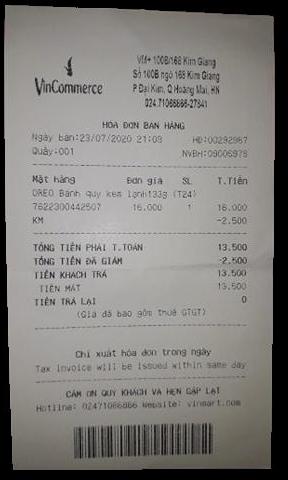 VinCommerce
VM+ 100B/168 Kim Giang
Số 100B ngõ 168 Kim Giang
P Đại Kim, Q Hoàng Mai, HN
024.71066866-27841
HÓA ĐƠN BÁN HÀNG
Ngày bán:23/07/2020 21:03 HĐ:00292987
Quầy:001 NVBH:09006978
Mặt hàng Đơn giá SL T.Tiền
OREO Bánh quy kem lạnh133g (T24)
7622300442507 16.000 1 16.000
KM -2.500
TỔNG TIỀN PHẢI T.TOÁN 13.500
TỔNG TIỀN ĐÃ GIẢM -2.500
TIỀN KHÁCH TRẢ 13.500
TIỀN MẶT 13.500
TIỀN TRẢ LẠI 0
(Giá đã bao gồm thuế GTGT)
Chỉ xuất hóa đơn trong ngày
Tax invoice will be issued within same day
CẢM ƠN QUÝ KHÁCH VÀ HẸN GẶP LẠI
Hotline: 02471066866 Website: vinmart.com